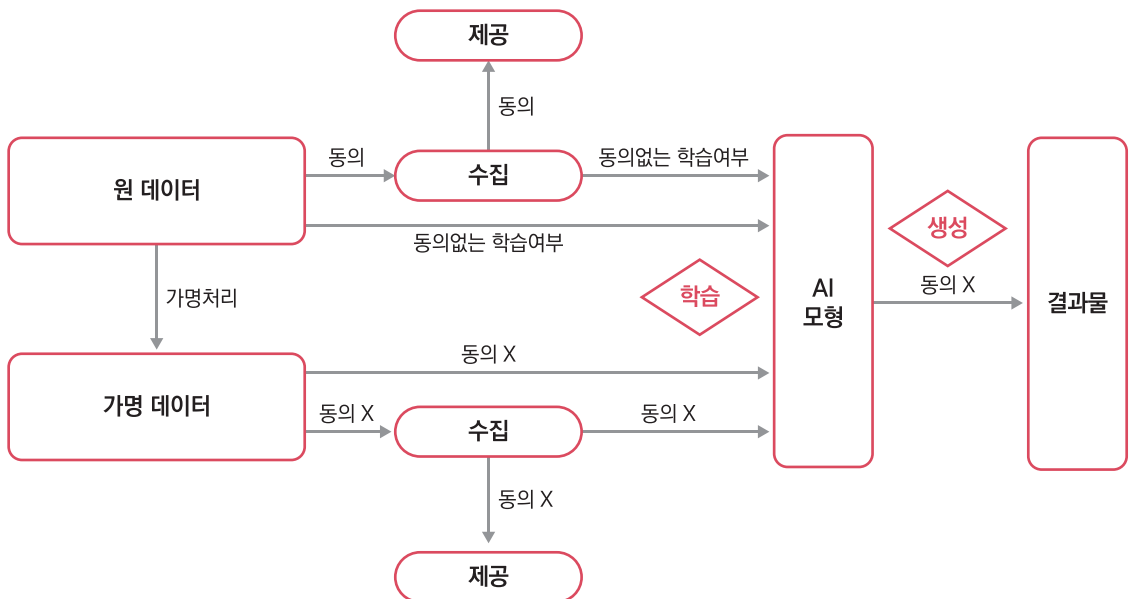 제공
동의
동의
수집
동의없는 학습여부
원 데이터
동의없는 학습여부
생성
학습
가명처리
AI
모형
동의 X
결과물
동의 X
가명 데이터
동의 X
수집
동의 X
동의 X
제공